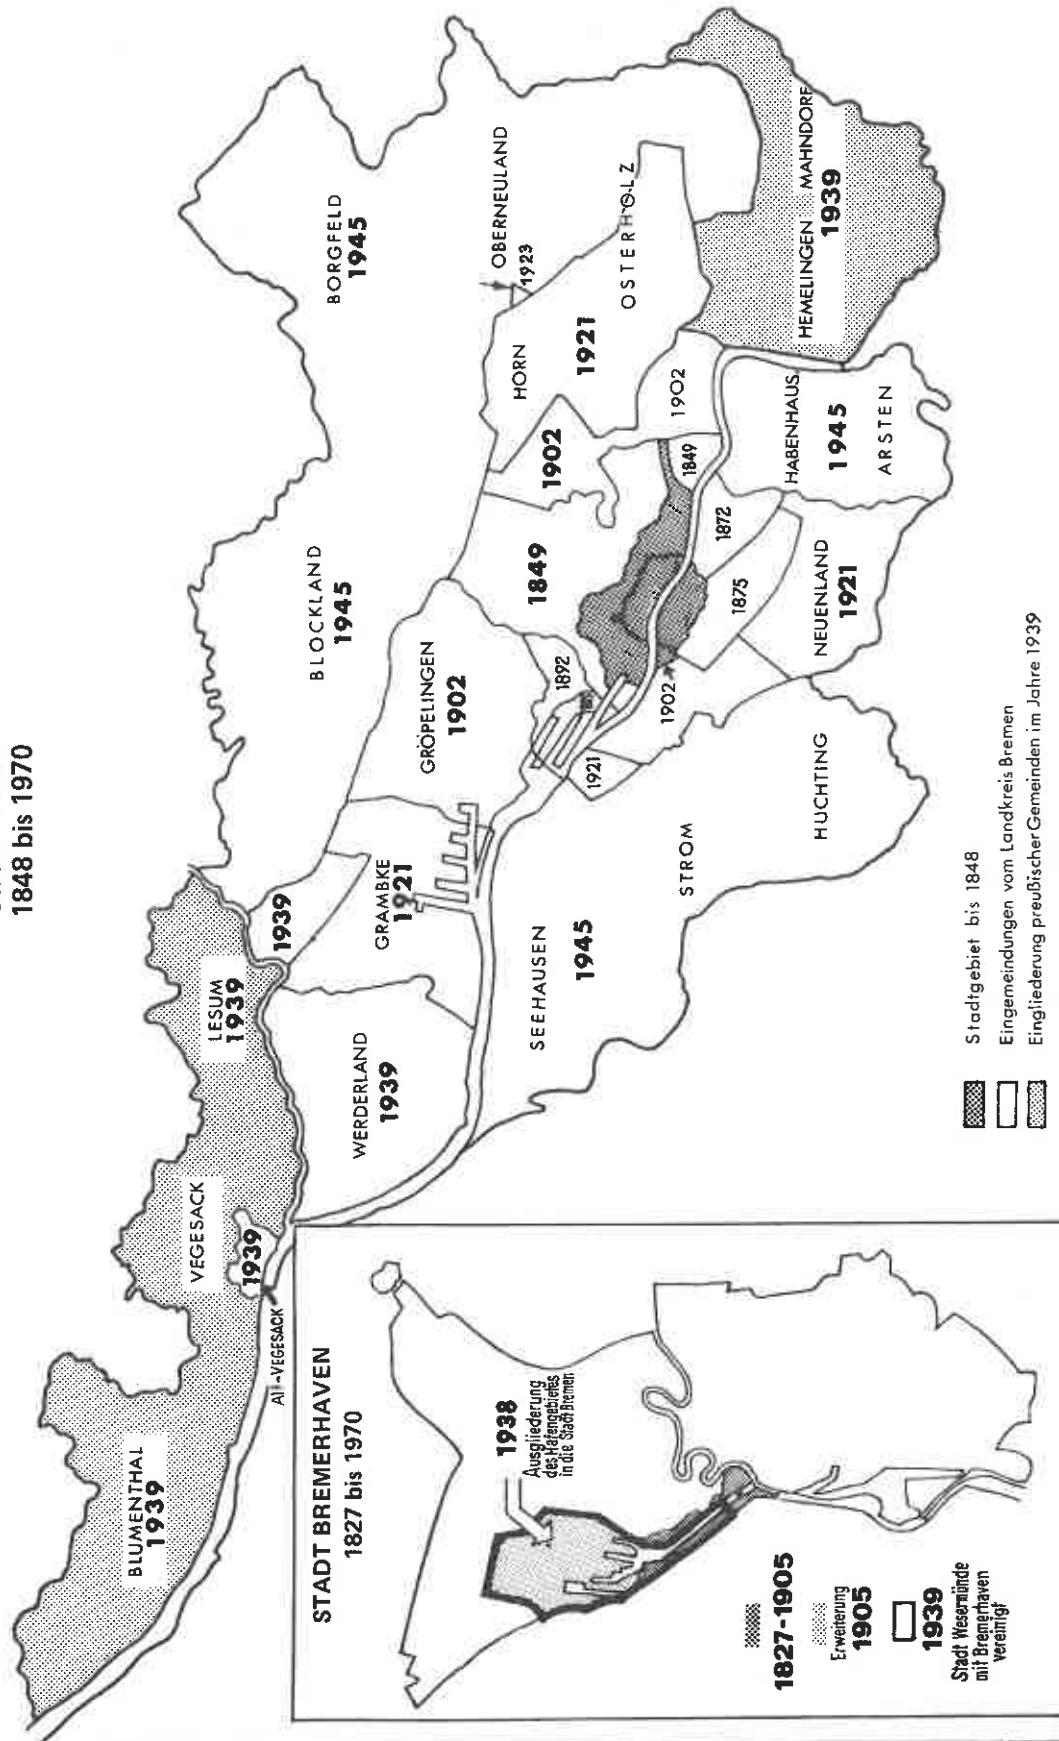 1848 bis 1970
BORGFELD
1945
BLOCKLAND
1945
OBERNEULAND
1923
HORN
1921
OSTERHOLZ
HEMELINGEN MAHNDORF
1939
1902
1902
1849
1849
GRÖPELINGEN
1902
1892
1872
1875
HABENHAUS.
1945
ARSTEN
NEUENLAND
1921
1902
1921
HUCHTING
STROM
SEEHAUSEN
1945
GRAMBKE
1921
1939
LESUM
1939
WERDERLAND
1939
VEGESACK
1939
Alt-VEGESACK
BLUMENTHAL
1939
Stadtgebiet bis 1848
Eingemeindungen vom Landkreis Bremen
Eingliederung preußischer Gemeinden im Jahre 1939
STADT BREMERHAVEN
1827 bis 1970
1938
Ausgliederung
des Hafengebietes
in die Stadt Bremen
1827-1905
Erweiterung
1905
1939
Stadt Wesermünde
mit Bremerhaven
vereinigt